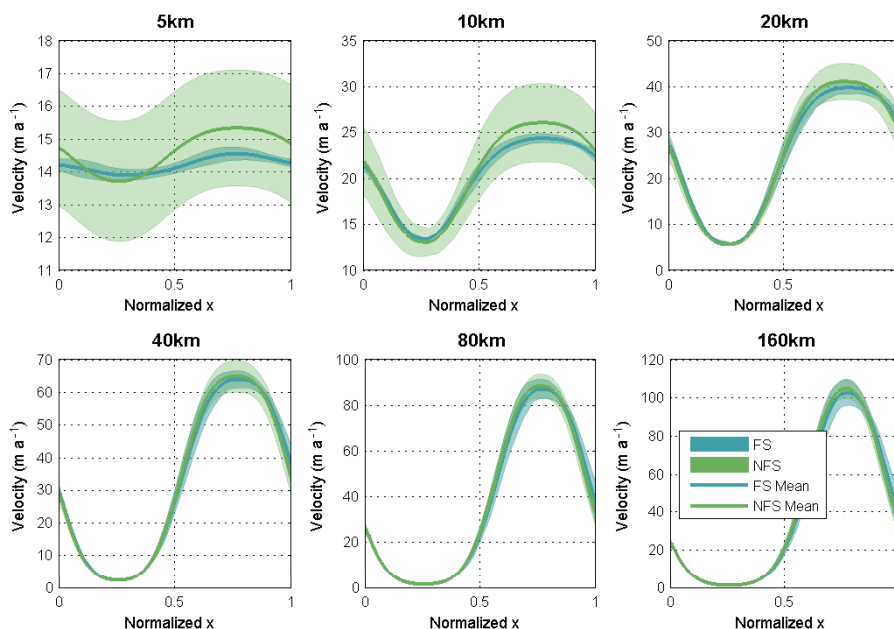 5km
10km
20km
18
17
16
15
14
13
12
11
Velocity (m a⁻¹)
0
0.5
1
Normalized x
35
30
25
20
15
10
Velocity (m a⁻¹)
0
0.5
1
Normalized x
50
40
30
20
10
0
Velocity (m a⁻¹)
0
0.5
Normalized x
40km
80km
160km
70
60
50
40
30
20
10
0
Velocity (m a⁻¹)
0
0.5
1
Normalized x
100
80
60
40
20
0
Velocity (m a⁻¹)
0
0.5
1
Normalized x
120
100
80
60
40
20
0
Velocity (m a⁻¹)
0
0.5
Normalized x
FS
NFS
FS Mean
NFS Mean